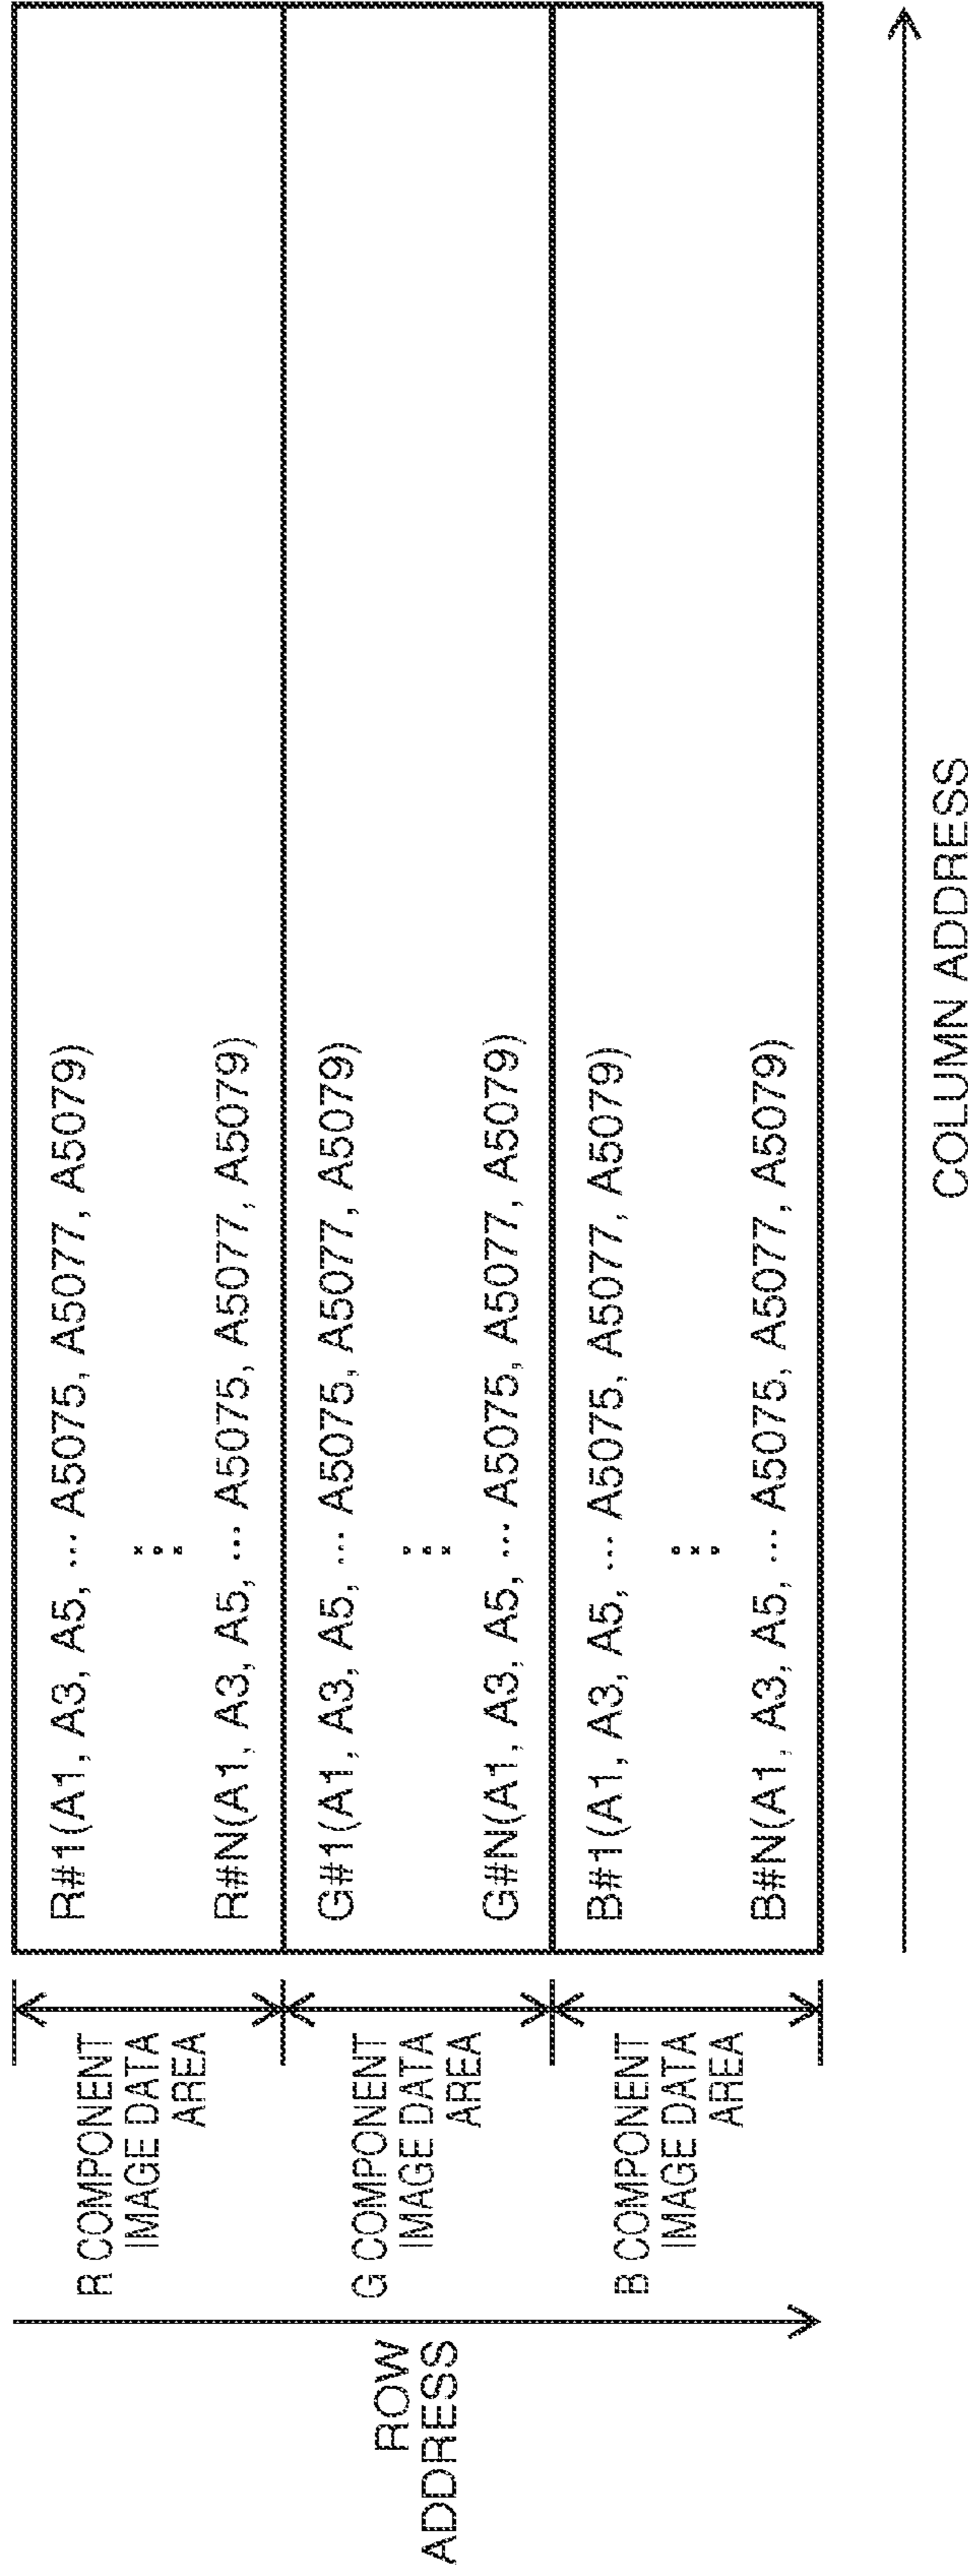 ROW
ADDRESS
R COMPONENT
IMAGE DATA
AREA
R#1(A1, A3, A5, ... A5075, A5077, A5079)
R#N(A1, A3, A5, ... A5075, A5077, A5079)
G COMPONENT
IMAGE DATA
AREA
G#1(A1, A3, A5, ... A5075, A5077, A5079)
G#N(A1, A3, A5, ... A5075, A5077, A5079)
B COMPONENT
IMAGE DATA
AREA
B#1(A1, A3, A5, ... A5075, A5077, A5079)
B#N(A1, A3, A5, ... A5075, A5077, A5079)
COLUMN ADDRESS